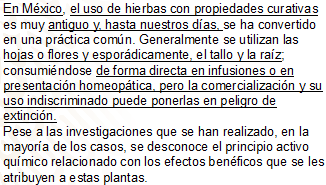 En México, el uso de hierbas con propiedades curativas
es muy antiguo y, hasta nuestros días, se ha convertido
en una práctica común. Generalmente se utilizan las
hojas o flores y esporádicamente, el tallo y la raíz;
consumiéndose de forma directa en infusiones o en
presentación homeopática, pero la comercialización y su
uso indiscriminado puede ponerlas en peligro de
extinción.
Pese a las investigaciones que se han realizado, en la
mayoría de los casos, se desconoce el principio activo
químico relacionado con los efectos benéficos que se les
atribuyen a estas plantas.